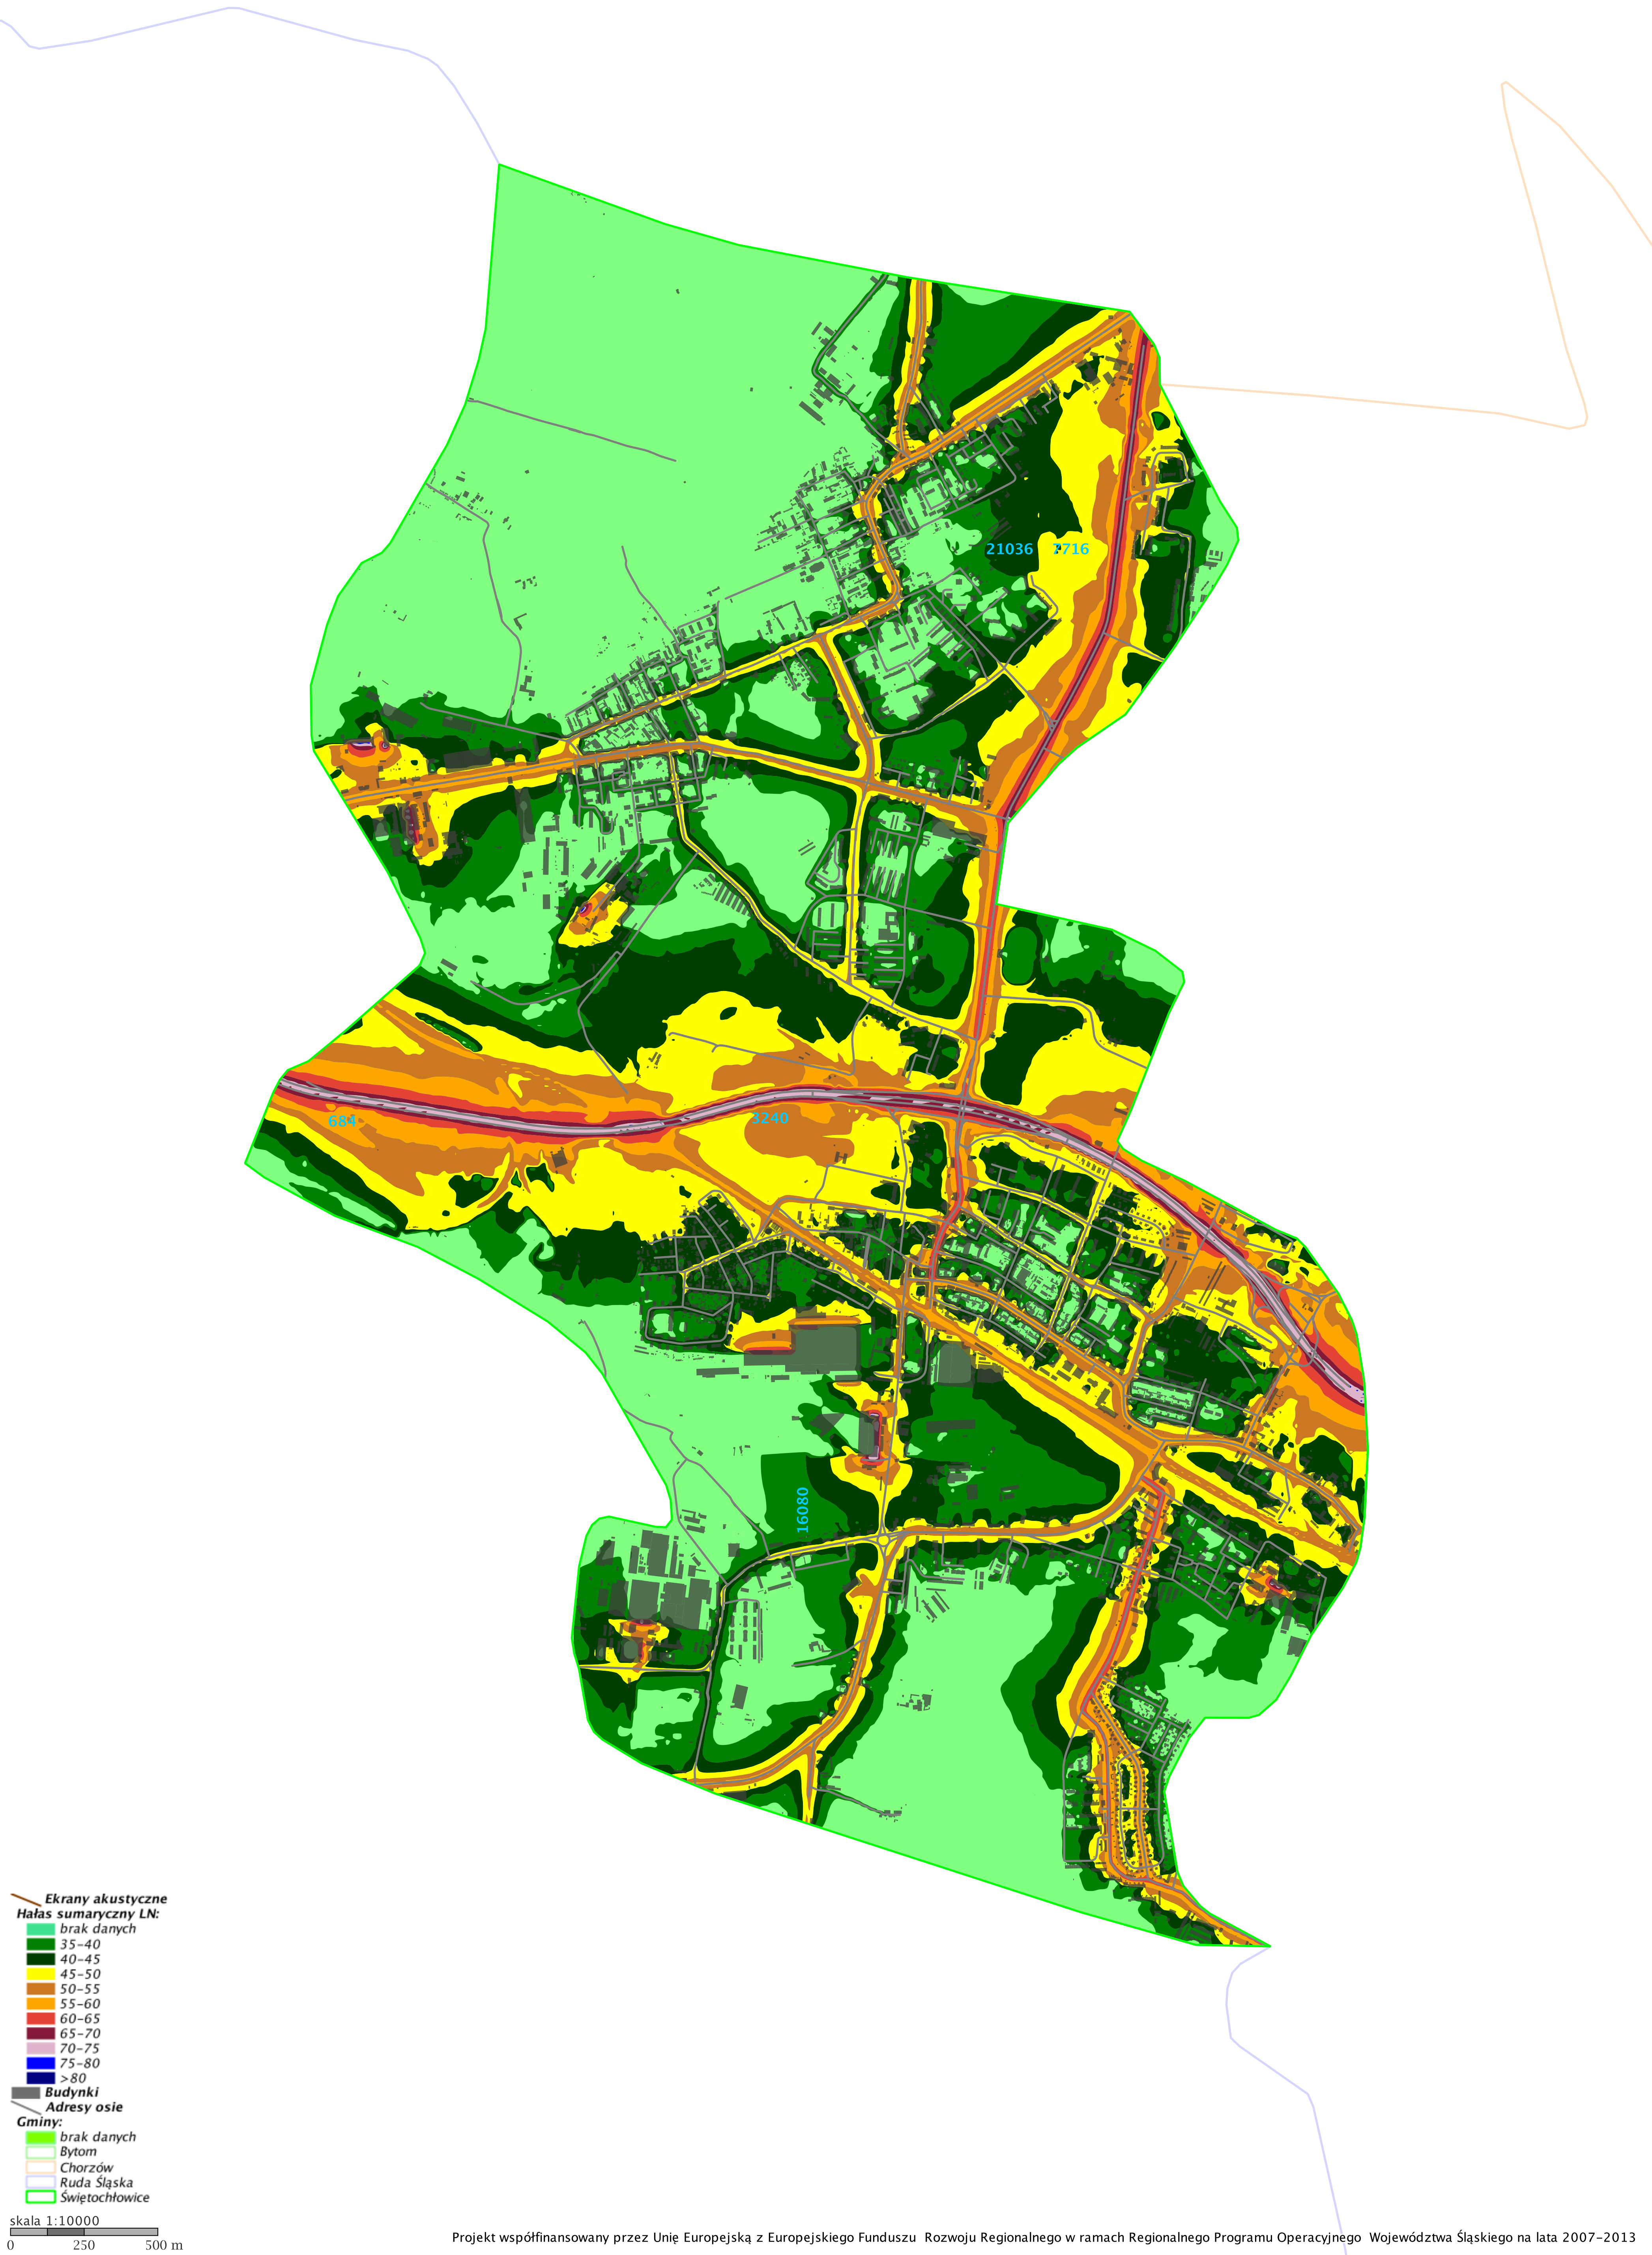 21036
7716
684
3240
16080
Ekrany akustyczne
Hałas sumaryczny LN:
brak danych
35-40
40-45
45-50
50-55
55-60
60-65
65-70
70-75
75-80
>80
Budynki
Adresy osie
Gminy:
brak danych
Bytom
Chorzów
Ruda Śląska
Świętochłowice
skala 1:10000
0 250 500 m
Projekt współfinansowany przez Unię Europejską z Europejskiego Funduszu Rozwoju Regionalnego w ramach Regionalnego Programu Operacyjnego Województwa Śląskiego na lata 2007-2013